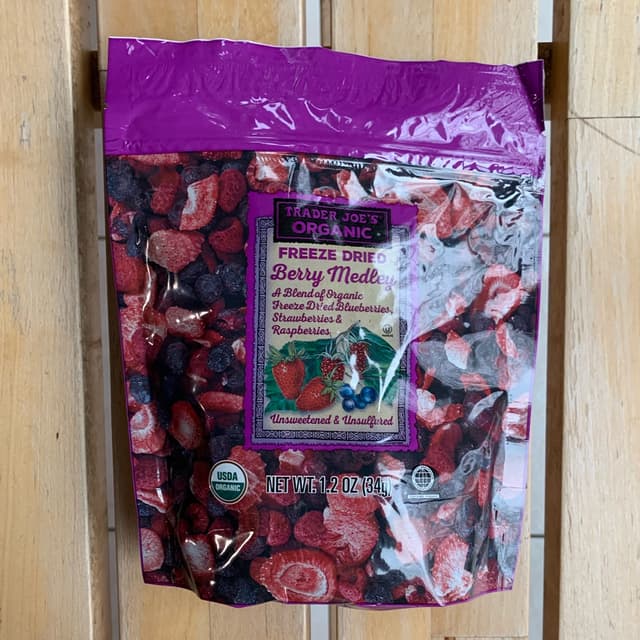 TRADER JOE'S
ORGANIC
FREEZE DRIED
Berry Medley
A Blend of Organic
Freeze Dried Blueberries,
Strawberries &
Raspberries.
Unsweetened & Unsulfured
USDA
ORGANIC
NET WT. 1.2 OZ (34g)